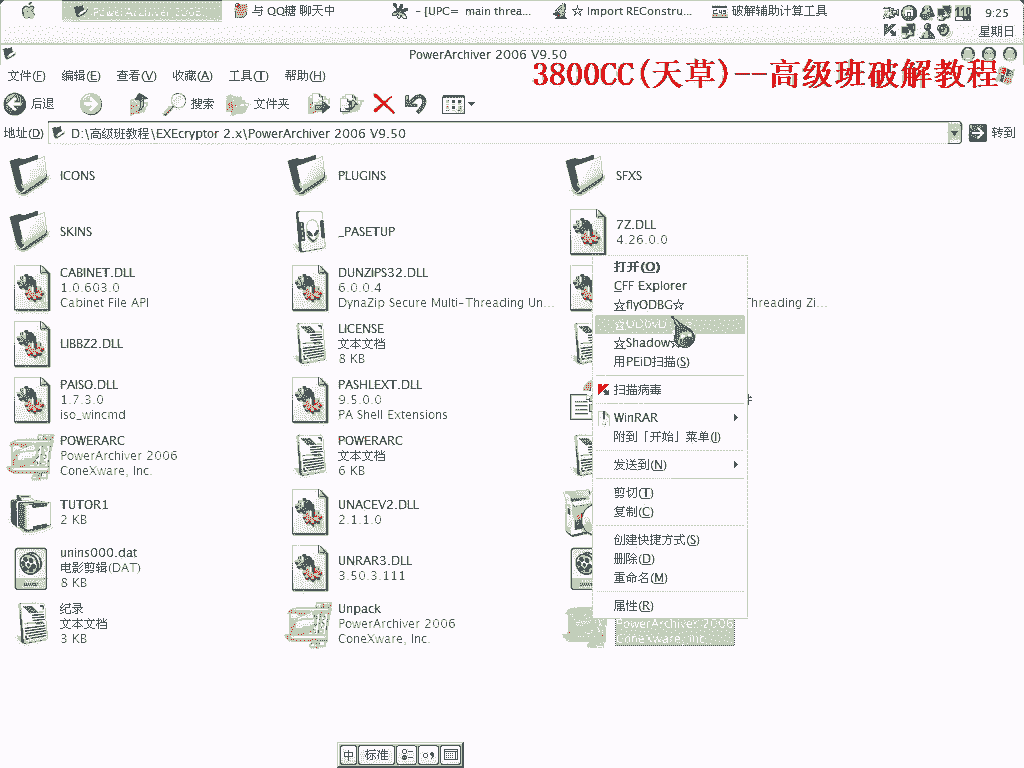 PowerArchiver 2006
与 QQ糖 聊天中
- [UPC= main threa...
☆ Import REConstru...
破解辅助计算工具
110
9:25
星期日
PowerArchiver 2006 V9.50
3800CC(天草)--高级班破解教程
文件(F)
编辑(E)
查看(V)
收藏(A)
工具(T)
帮助(H)
后退
搜索
文件夹
地址(D)
D:\高级班教程\EXEcryptor 2.x\PowerArchiver 2006 V9.50
转到
ICONS
PLUGINS
SFXS
SKINS
_PASETUP
7Z.DLL
4.26.0.0
CABINET.DLL
1.0.603.0
Cabinet File API
DUNZIPS32.DLL
6.0.0.4
DynaZip Secure Multi-Threading Un...
Threading Zi...
LIBBZ2.DLL
LICENSE
文本文档
8 KB
PAISO.DLL
1.7.3.0
iso_wincmd
PASHLEXT.DLL
9.5.0.0
PA Shell Extensions
POWERARC
PowerArchiver 2006
ConeXware, Inc.
POWERARC
文本文档
6 KB
TUTOR1
2 KB
UNACEV2.DLL
2.1.1.0
unins000.dat
电影剪辑(DAT)
8 KB
UNRAR3.DLL
3.50.3.111
纪录
文本文档
3 KB
Unpack
PowerArchiver 2006
ConeXware, Inc.
PowerArchiver 2006
ConeXware, Inc.
打开(O)
CFF Explorer
☆flyODBG☆
☆Shadow
用PEiD扫描(S)
扫描病毒
WinRAR
附到「开始」菜单(I)
发送到(N)
剪切(T)
复制(C)
创建快捷方式(S)
删除(D)
重命名(M)
属性(R)
中
标准